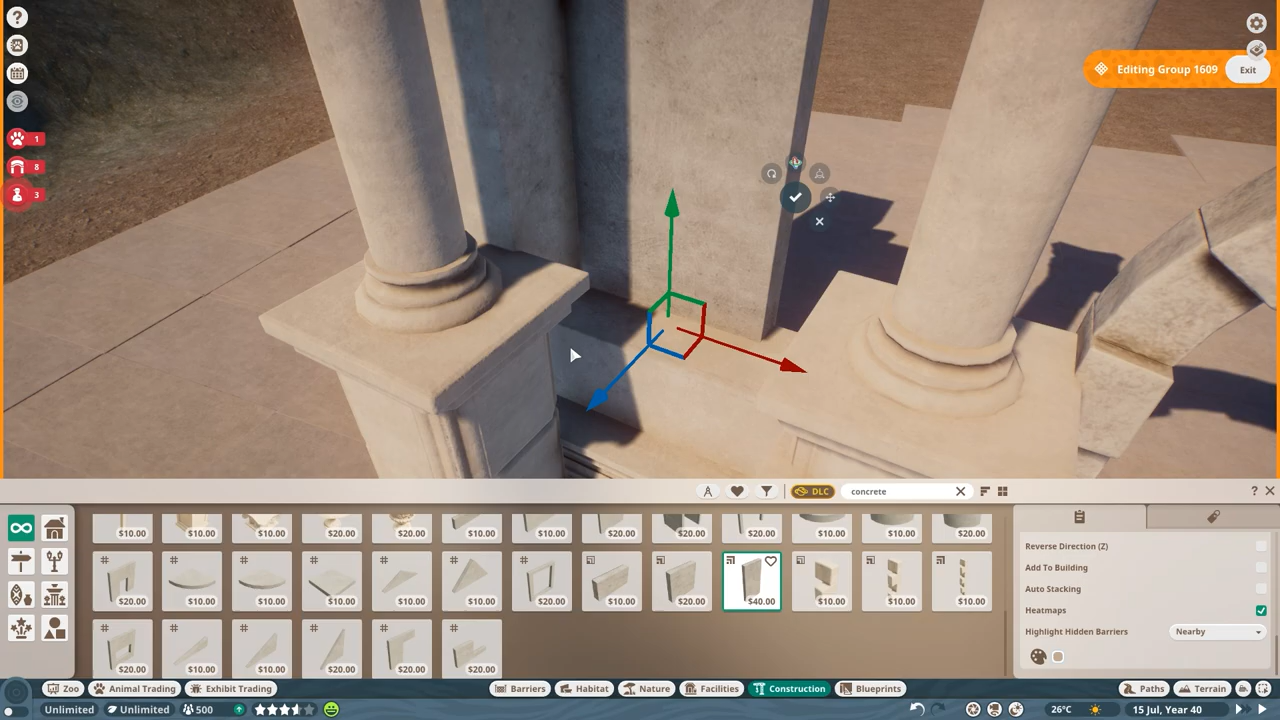 Editing Group 1609
Exit
1
8
3
DLC
concrete
$10.00 $10.00 $10.00 $20.00 $20.00 $10.00 $10.00 $20.00 $20.00 $20.00 $10.00 $10.00 $20.00
$20.00 $10.00 $10.00 $10.00 $10.00 $10.00 $20.00 $10.00 $20.00 $40.00 $10.00 $10.00 $10.00
$20.00 $10.00 $10.00 $20.00 $20.00 $20.00
Reverse Direction (Z)
Add To Building
Auto Stacking
Heatmaps
Highlight Hidden Barriers Nearby
Zoo Animal Trading Exhibit Trading Barriers Habitat Nature Facilities Construction Blueprints Paths Terrain
Unlimited Unlimited 500 26°C 15 Jul, Year 40